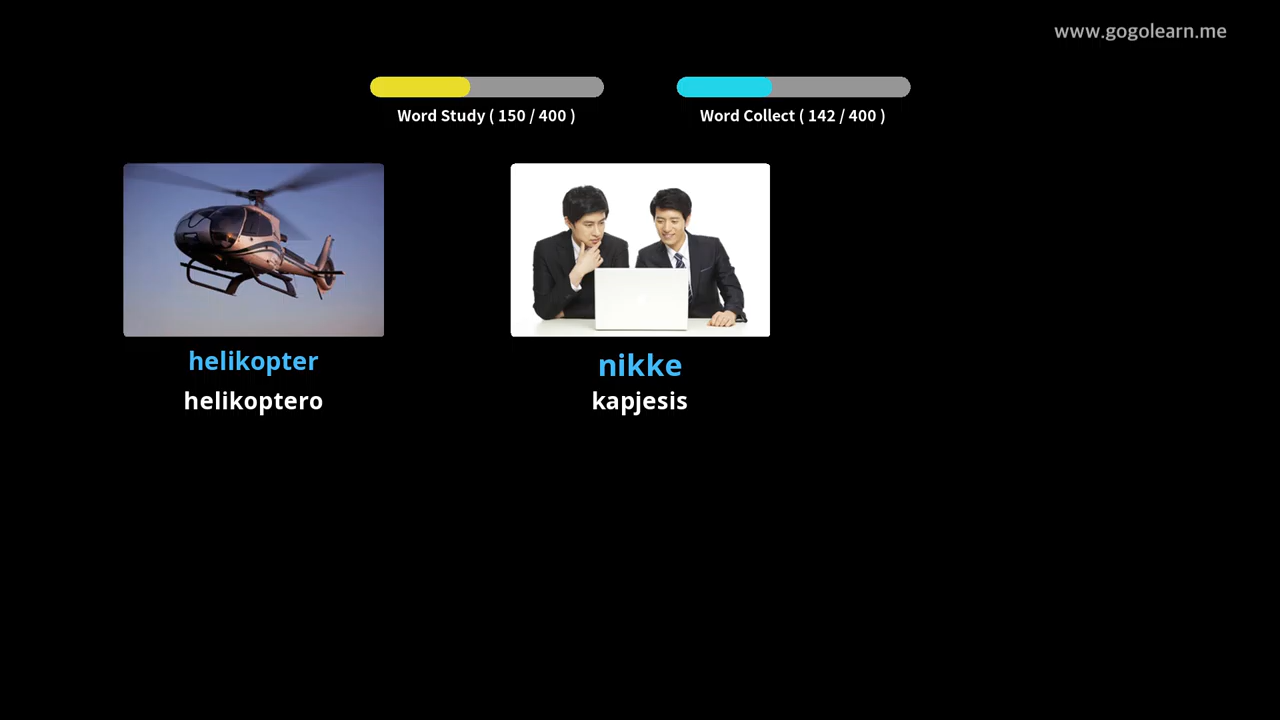 www.gogolearn.me
Word Study ( 150 / 400 )
Word Collect ( 142 / 400 )
helikopter
helikoptero
nikke
kapjesis